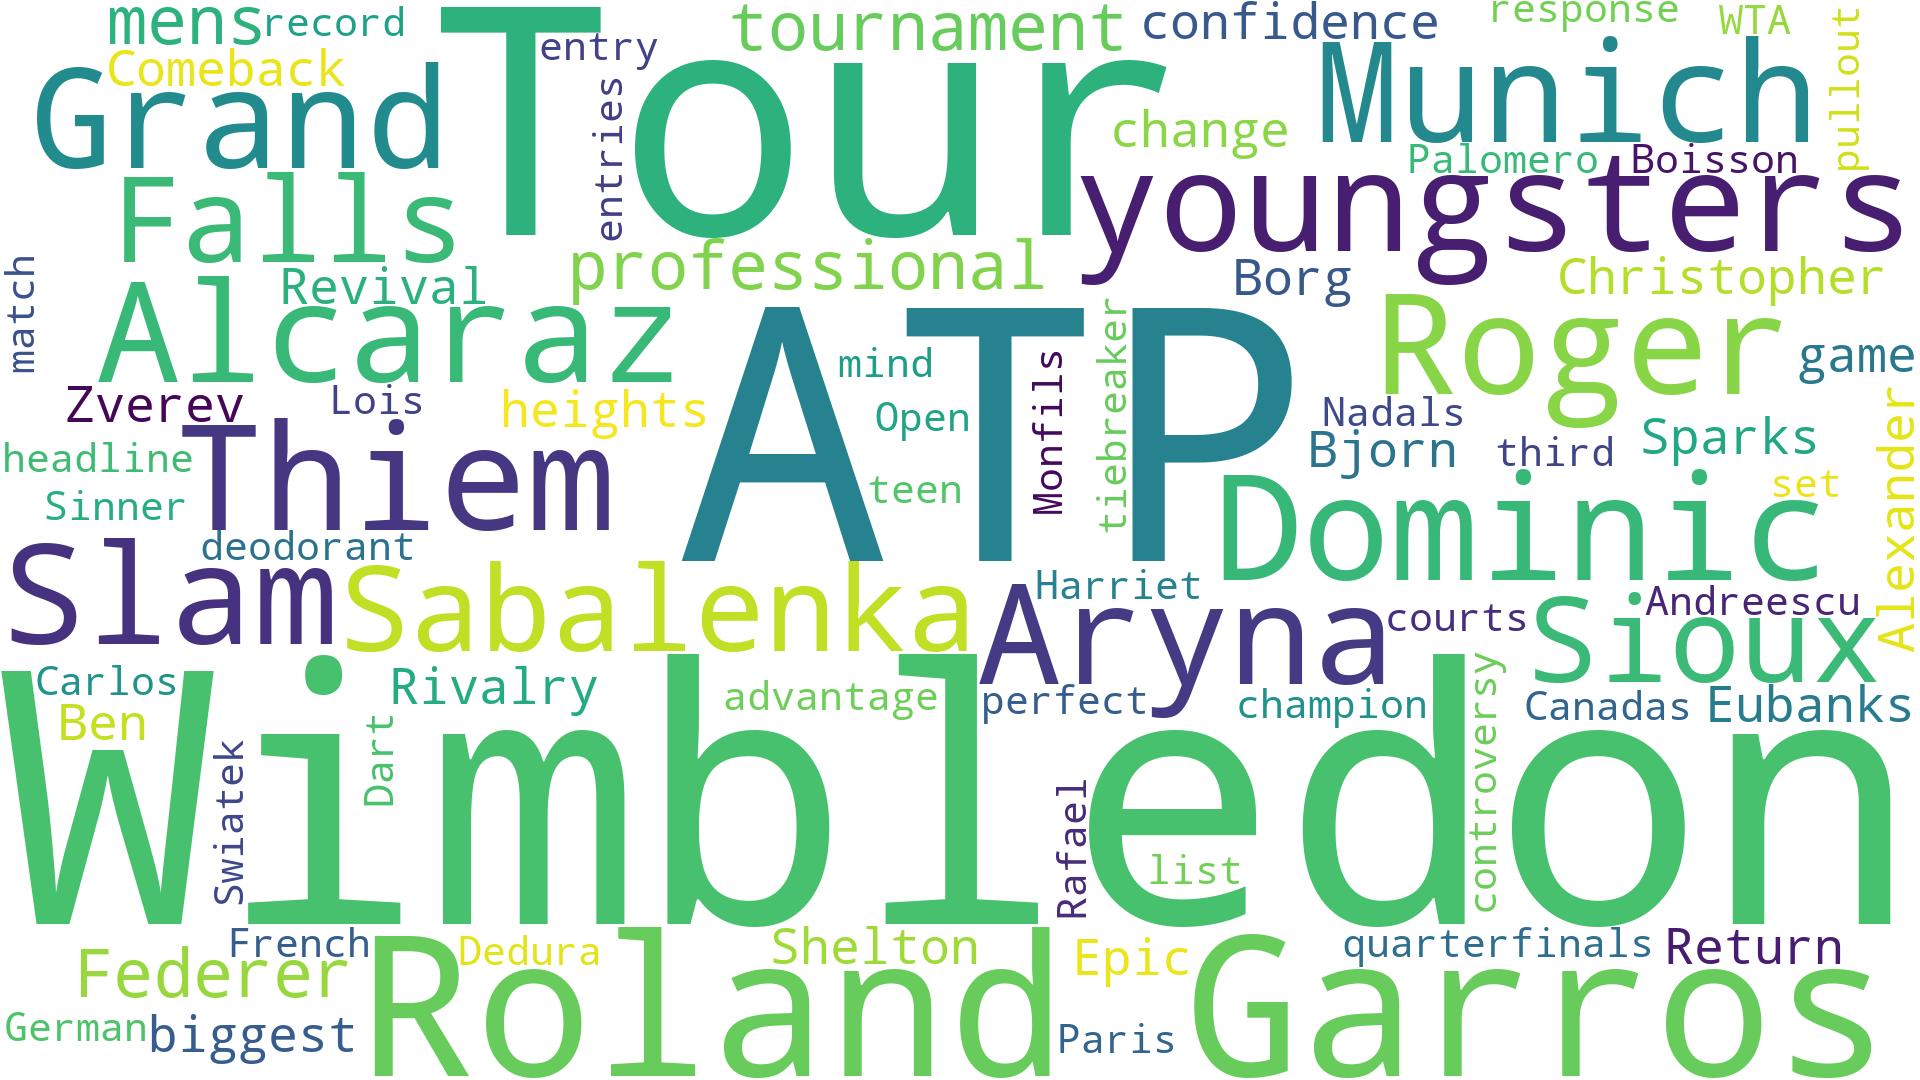 mens
record
Tour
entry
tournament
confidence
response
WTA
pullout
Comeback
Grand
entries
change
Munich
Palomero
Boisson
youngsters
Falls
professional
match
Revival
Alcaraz
Borg
Christopher
Roger
game
ATP
mind
Monfils
tiebreaker
Zverev
Lois
heights
Open
Nadals
Bjorn
third
Sparks
Alexander
headline
Thiem
teen
Sinner
set
Dominic
deodorant
Slam
Sabalenka
Harriet
Aryna
courts
Andreescu
Sioux
Carlos
Rivalry
advantage
perfect
champion
controversy
Canadas
Eubanks
Ben
Dart
Swiatek
Wimbledon
Rafael
list
French
Federer
Dedura
Shelton
Epic
quarterfinals
Return
Roland
Garros
German
biggest
Paris